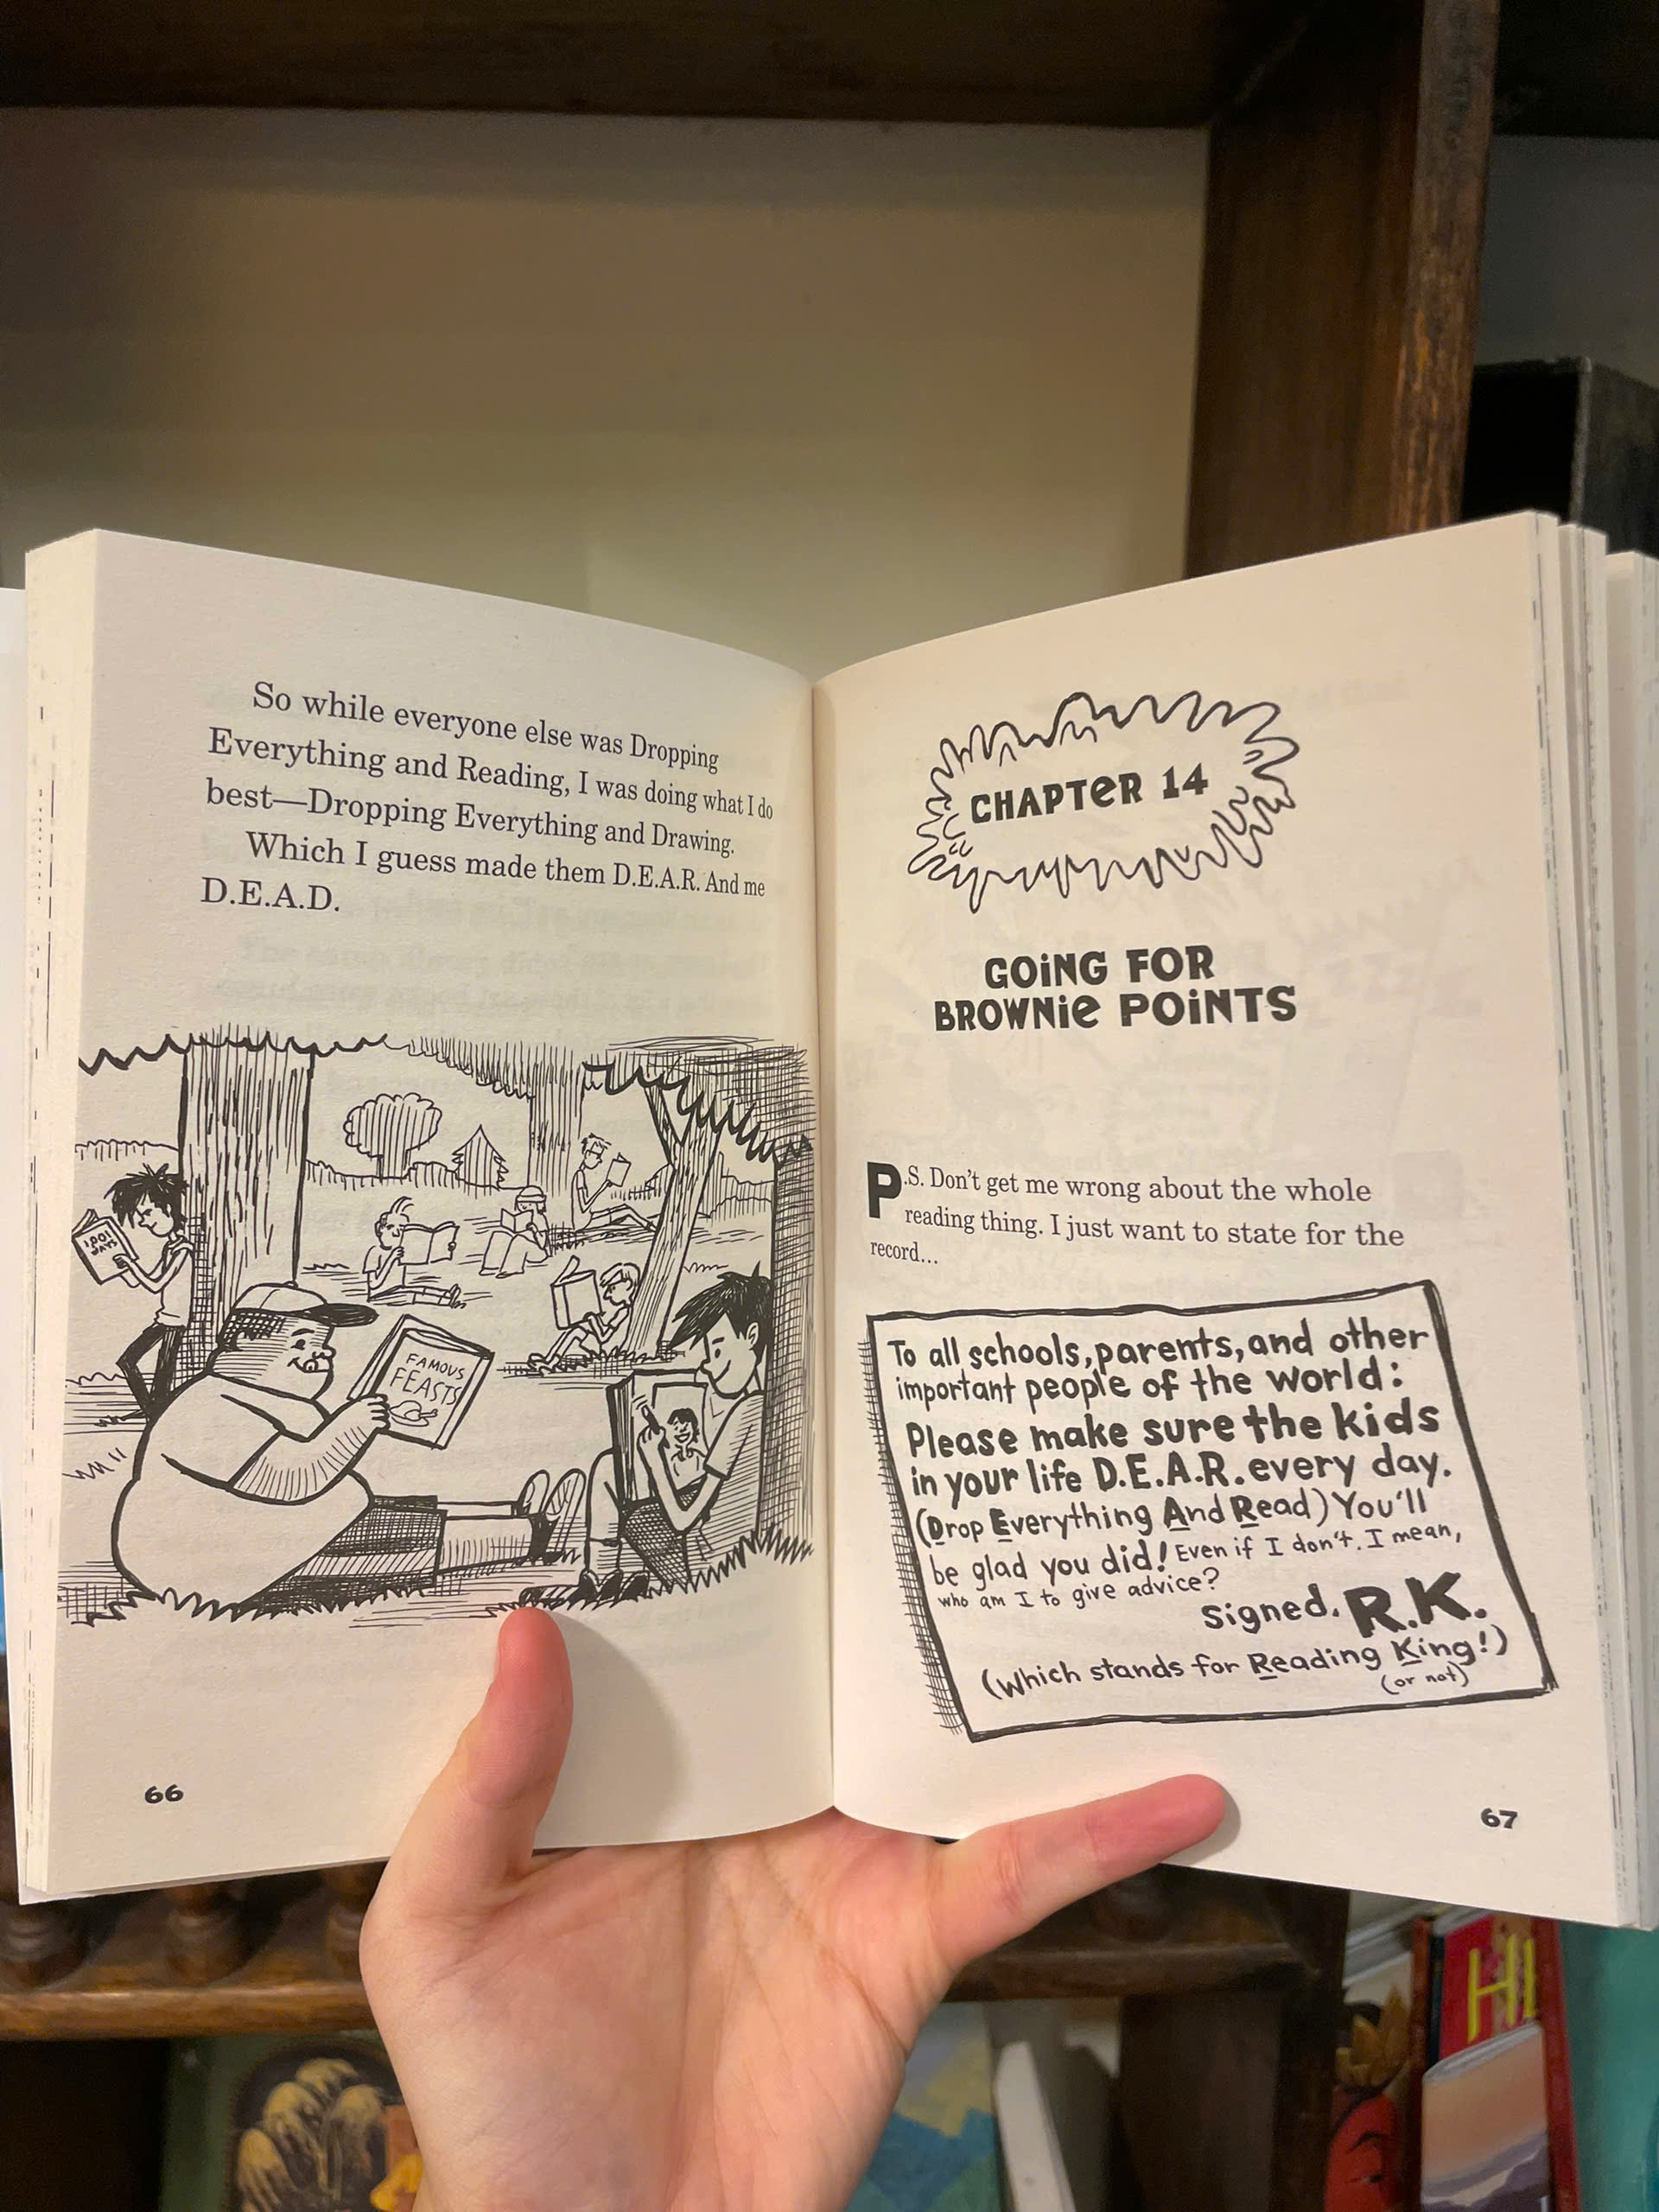 So while everyone else was Dropping
Everything and Reading, I was doing what I do
best—Dropping Everything and Drawing.
Which I guess made them D.E.A.R. And me
D.E.A.D.
1,001
FAMOUS
FEASTS
66
CHAPTeR 14
GOiNG FOR
BROWNie POiNTS
P.S. Don't get me wrong about the whole
reading thing. I just want to state for the
record...
To all schools, parents, and other
important people of the world:
Please make sure the kids
in your life D.E.A.R. every day.
(Drop Everything And Read) You'll
be glad you did! Even if I don't. I mean,
who am I to give advice?
Signed, R.K.
(Which stands for Reading King!)
(or not)
67
HI